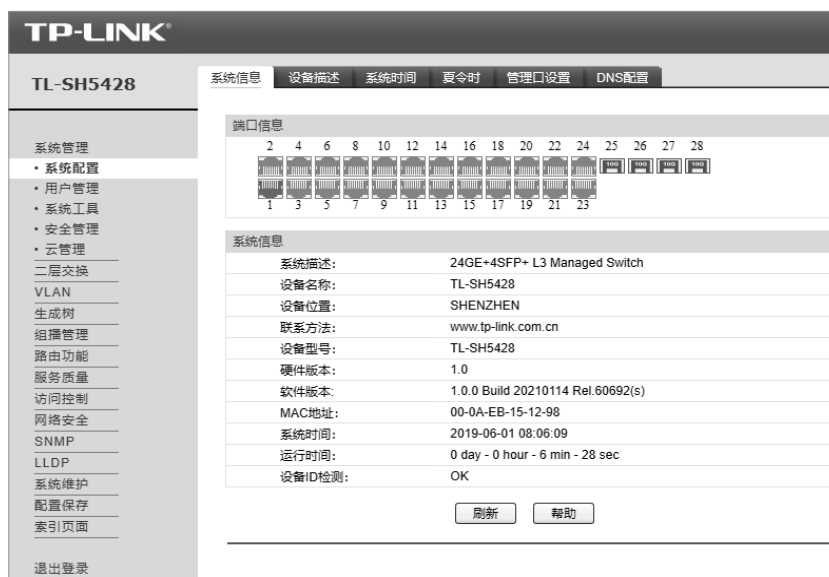 TP-LINK®
TL-SH5428
系统信息 设备描述 系统时间 夏令时 管理口设置 DNS配置
系统管理
• 系统配置
• 用户管理
• 系统工具
• 安全管理
• 云管理
二层交换
VLAN
生成树
组播管理
路由功能
服务质量
访问控制
网络安全
SNMP
LLDP
系统维护
配置保存
索引页面
退出登录
端口信息
2 4 6 8 10 12 14 16 18 20 22 24 25 26 27 28
10G 10G 10G 10G
1 3 5 7 9 11 13 15 17 19 21 23
系统信息
系统描述: 24GE+4SFP+ L3 Managed Switch
设备名称: TL-SH5428
设备位置: SHENZHEN
联系方法: www.tp-link.com.cn
设备型号: TL-SH5428
硬件版本: 1.0
软件版本: 1.0.0 Build 20210114 Rel.60692(s)
MAC地址: 00-0A-EB-15-12-98
系统时间: 2019-06-01 08:06:09
运行时间: 0 day - 0 hour - 6 min - 28 sec
设备ID检测: OK
刷新 帮助